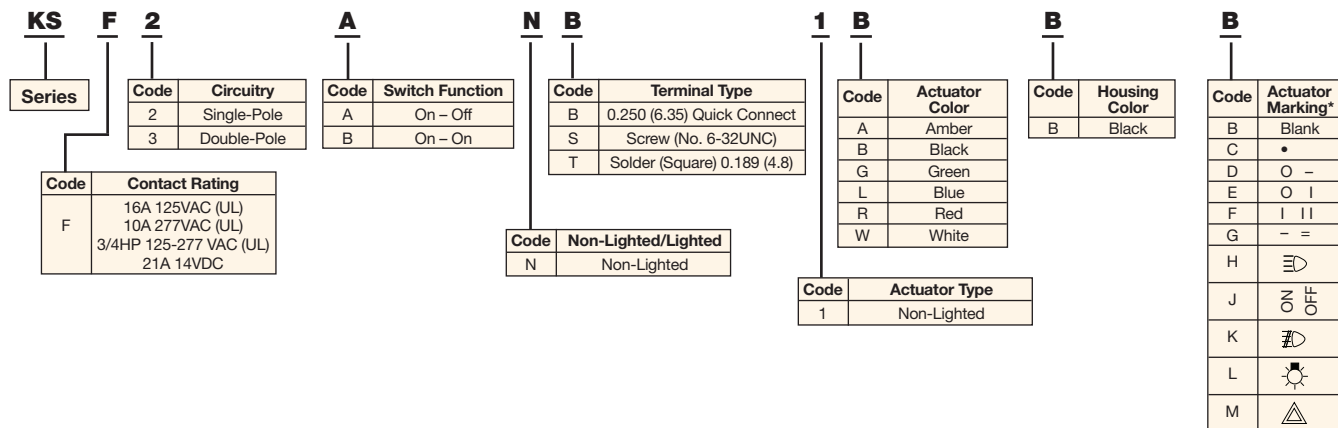 KS F 2 A N B 1 B B B
Series
Code Circuitry
2 Single-Pole
3 Double-Pole
Code Switch Function
A On – Off
B On – On
Code Terminal Type
B 0.250 (6.35) Quick Connect
S Screw (No. 6-32UNC)
T Solder (Square) 0.189 (4.8)
Code Actuator Color
A Amber
B Black
G Green
L Blue
R Red
W White
Code Housing Color
B Black
Code Actuator Marking*
B Blank
C •
D O –
E O I
F I II
G – =
H
J ON OFF
K
L
M
Code Contact Rating
F
16A 125VAC (UL)
10A 277VAC (UL)
3/4HP 125-277 VAC (UL)
21A 14VDC
Code Non-Lighted/Lighted
N Non-Lighted
Code Actuator Type
1 Non-Lighted